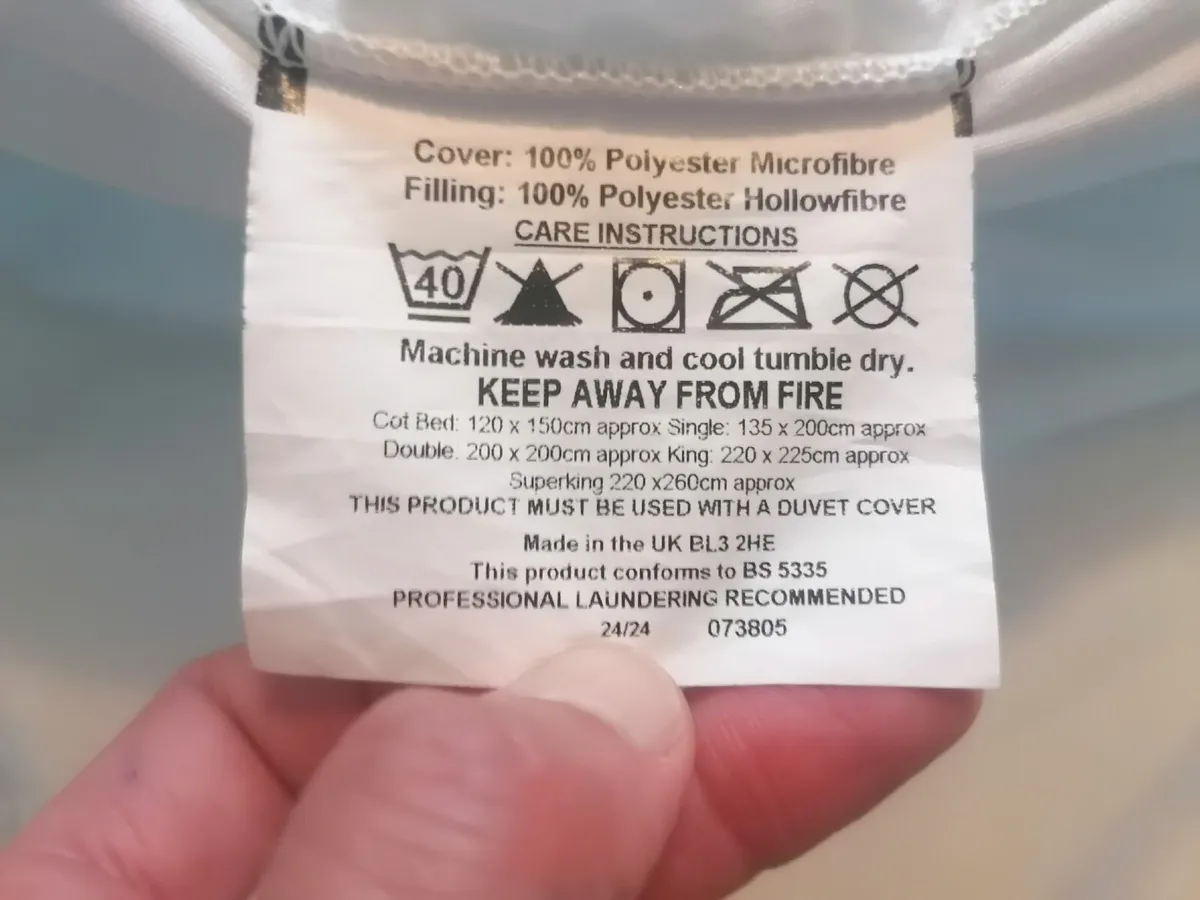 Cover: 100% Polyester Microfibre
Filling: 100% Polyester Hollowfibre
CARE INSTRUCTIONS
40
Machine wash and cool tumble dry.
KEEP AWAY FROM FIRE
Cot Bed: 120 x 150cm approx Single: 135 x 200cm approx
Double. 200 x 200cm approx King: 220 x 225cm approx
Superking 220 x260cm approx
THIS PRODUCT MUST BE USED WITH A DUVET COVER
Made in the UK BL3 2HE
This product conforms to BS 5335
PROFESSIONAL LAUNDERING RECOMMENDED
24/24 073805